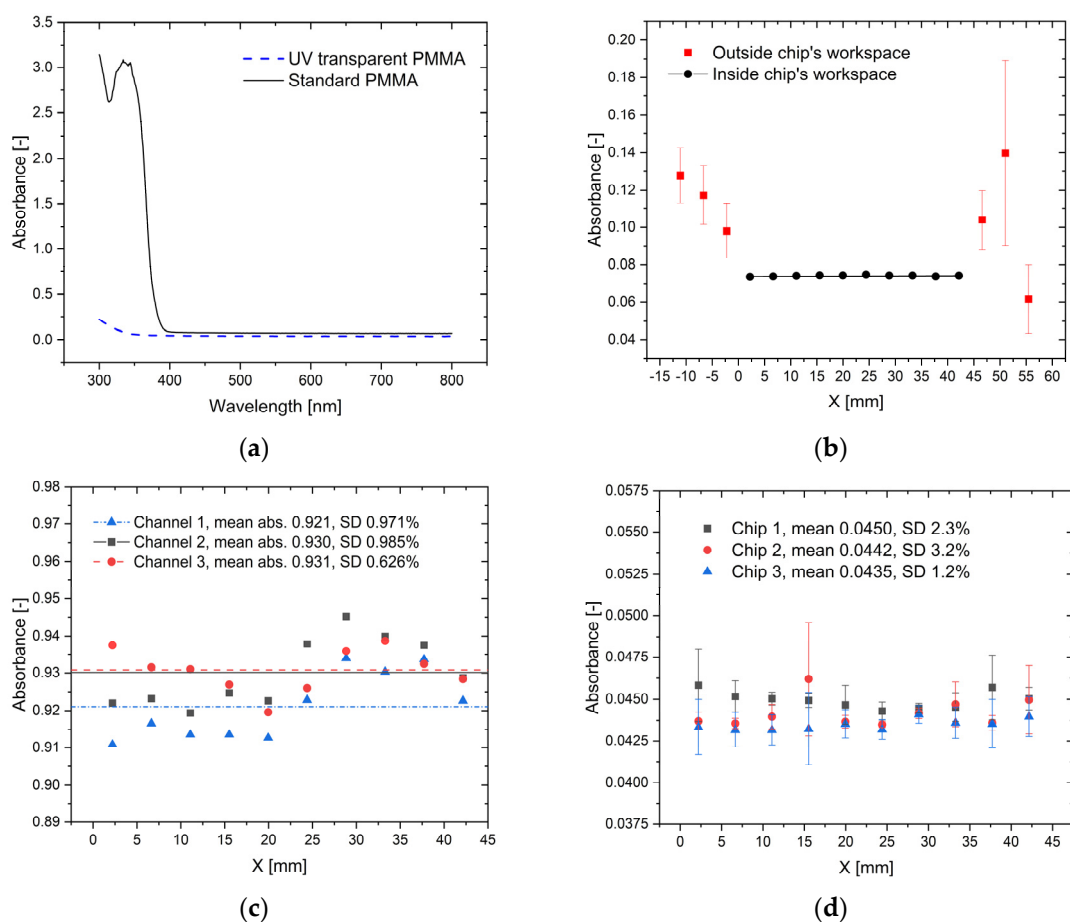 3.5
3.0
2.5
2.0
1.5
1.0
0.5
0.0
Absorbance [-]
UV transparent PMMA
Standard PMMA
300 400 500 600 700 800
Wavelength [nm]
(a)
0.20
0.18
0.16
0.14
0.12
0.10
0.08
0.06
0.04
Absorbance [-]
Outside chip's workspace
Inside chip's workspace
-15 -10 -5 0 5 10 15 20 25 30 35 40 45 50 55 60
X [mm]
(b)
0.98
0.97
0.96
0.95
0.94
0.93
0.92
0.91
0.90
0.89
Absorbance [-]
Channel 1, mean abs. 0.921, SD 0.971%
Channel 2, mean abs. 0.930, SD 0.985%
Channel 3, mean abs. 0.931, SD 0.626%
0 5 10 15 20 25 30 35 40 45
X [mm]
(c)
0.0575
0.0550
0.0525
0.0500
0.0475
0.0450
0.0425
0.0400
0.0375
Absorbance [-]
Chip 1, mean 0.0450, SD 2.3%
Chip 2, mean 0.0442, SD 3.2%
Chip 3, mean 0.0435, SD 1.2%
0 5 10 15 20 25 30 35 40 45
X [mm]
(d)